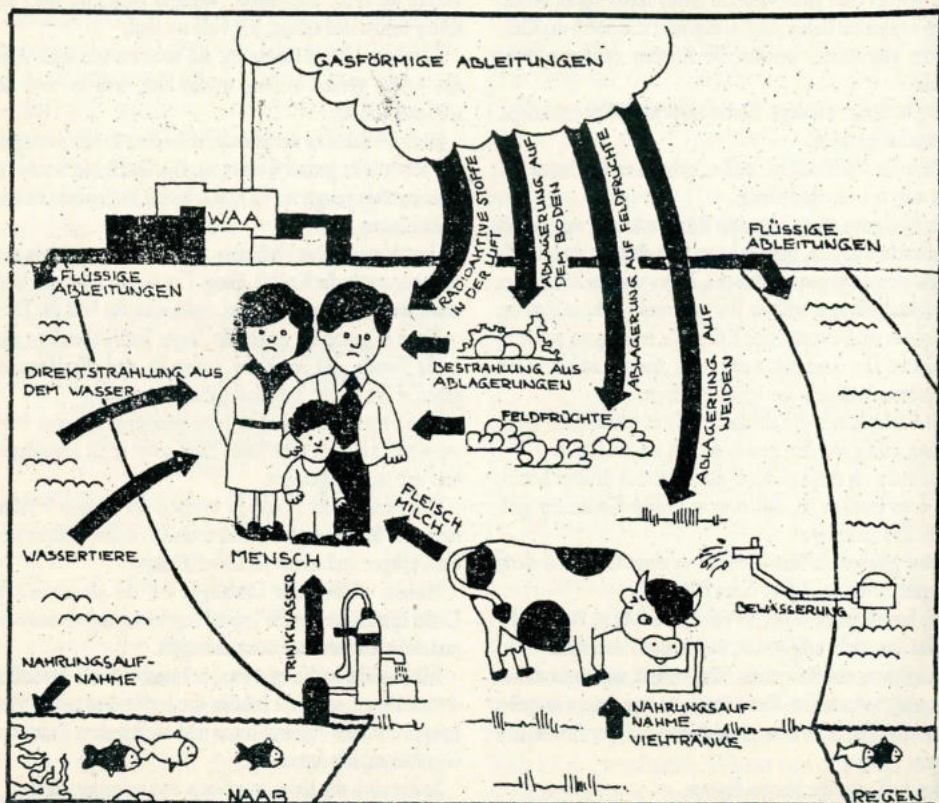 GASFÖRMIGE ABLEITUNGEN
WAA
RADIOAKTIVE STOFFE
IN DER LUFT
ABLAGERUNG AUF
DEM BODEN
ABLAGERUNG AUF FELDFRÜCHTE
ABLAGERUNG AUF
WEIDEN
FLÜSSIGE
ABLEITUNGEN
FLÜSSIGE
ABLEITUNGEN
DIREKTSTRAHLUNG AUS
DEM WASSER
BESTRAHLUNG AUS
ABLAGERUNGEN
FELDFRÜCHTE
FLEISCH
MILCH
WASSERTIERE
MENSCH
TRINKWASSER
BEWÄSSERUNG
NAHRUNGSAUF-
NAHME
NAHRUNGSAUF-
NAHME
VIEHTRÄNKE
NAAB
REGEN